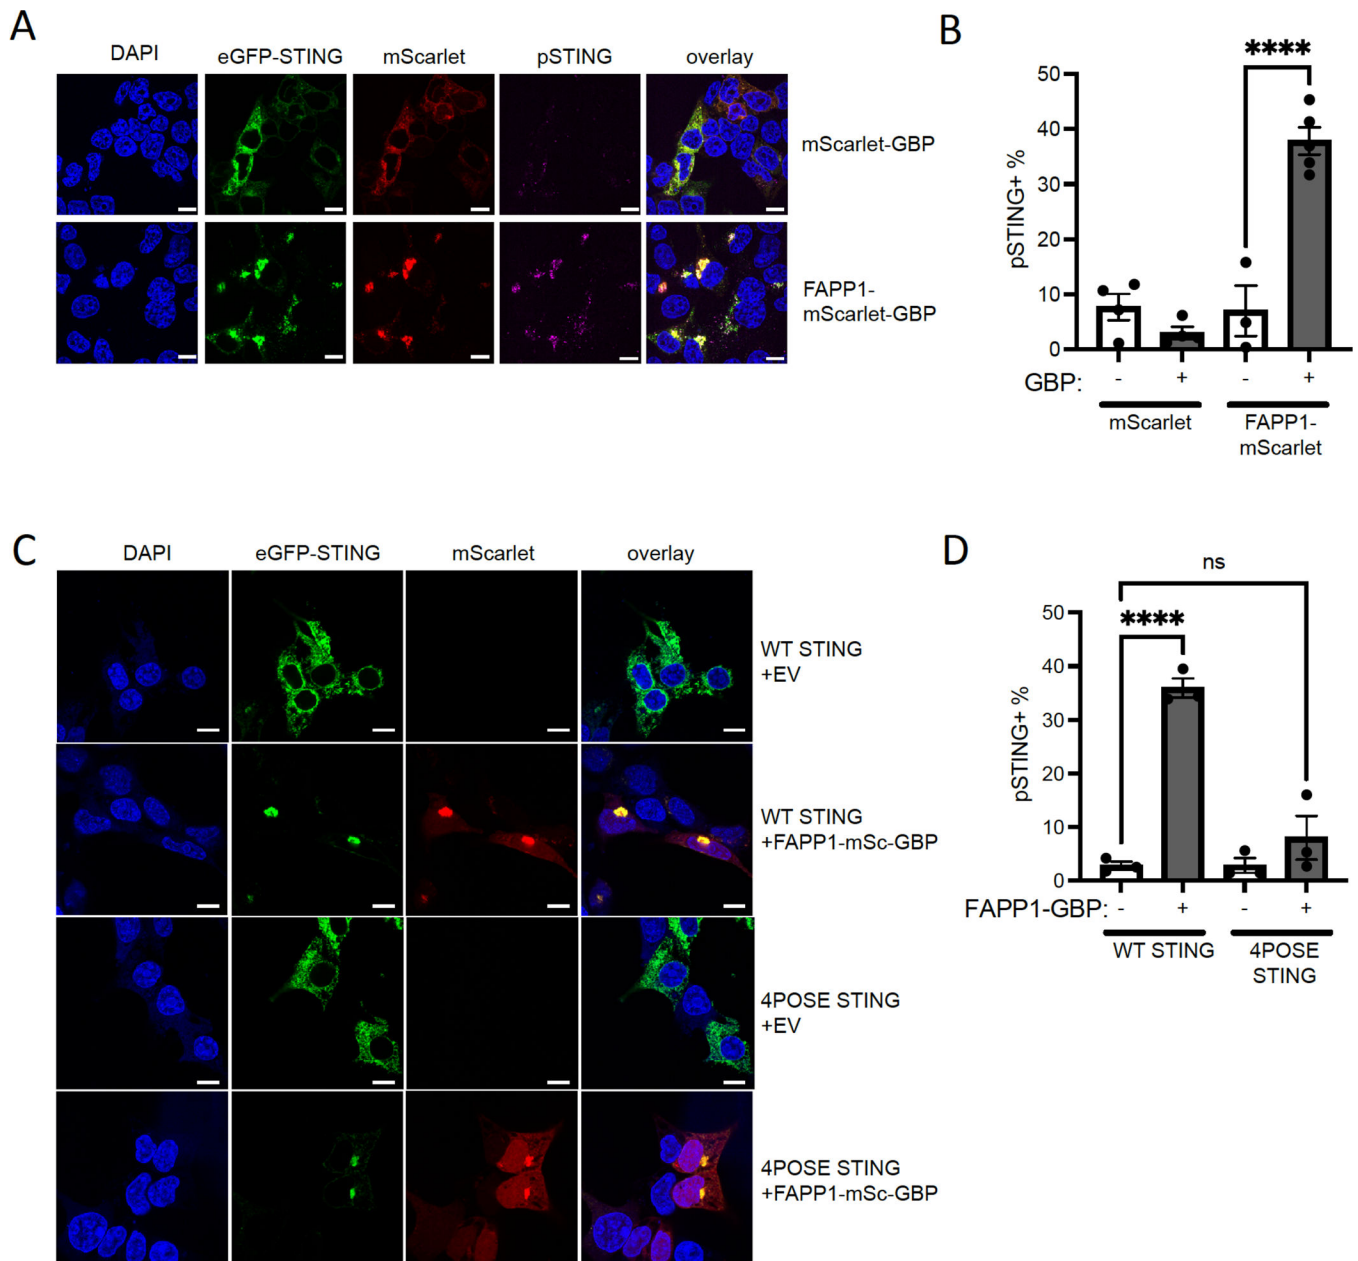 A
DAPI eGFP-STING mScarlet pSTING overlay
mScarlet-GBP
FAPP1-
mScarlet-GBP
B
****
pSTING+ %
50
40
30
20
10
0
GBP: - + - +
mScarlet FAPP1-
mScarlet
C
DAPI eGFP-STING mScarlet overlay
WT STING
+EV
WT STING
+FAPP1-mSc-GBP
4POSE STING
+EV
4POSE STING
+FAPP1-mSc-GBP
D
ns
****
pSTING+ %
50
40
30
20
10
0
FAPP1-GBP: - + - +
WT STING 4POSE
STING